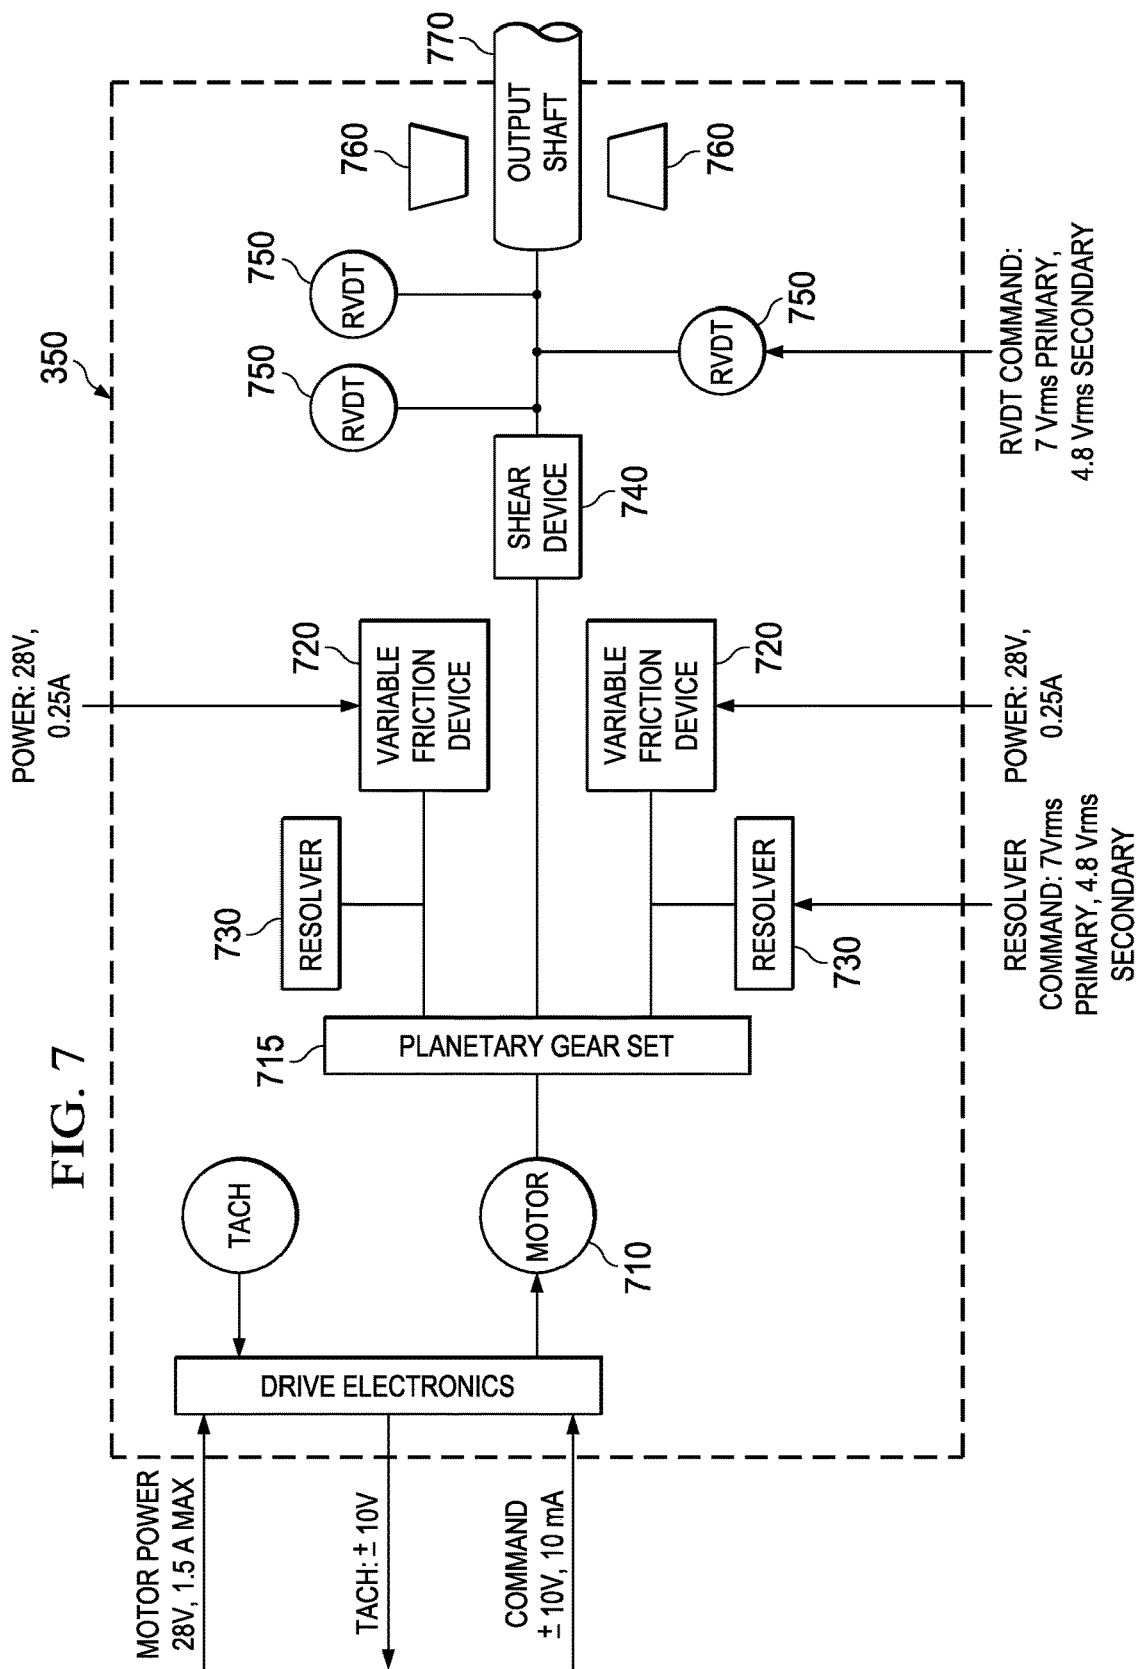 FIG. 7
350
MOTOR POWER
28V, 1.5 A MAX
TACH: ± 10V
COMMAND
± 10V, 10 mA
DRIVE ELECTRONICS
TACH
MOTOR
710
715
PLANETARY GEAR SET
730
RESOLVER
RESOLVER
730
RESOLVER
COMMAND: 7Vrms
PRIMARY, 4.8 Vrms
SECONDARY
POWER: 28V,
0.25A
720
VARIABLE
FRICTION
DEVICE
VARIABLE
FRICTION
DEVICE
720
POWER: 28V,
0.25A
SHEAR
DEVICE
740
750
RVDT
750
RVDT
RVDT
750
RVDT COMMAND:
7 Vrms PRIMARY,
4.8 Vrms SECONDARY
760
760
OUTPUT
SHAFT
770